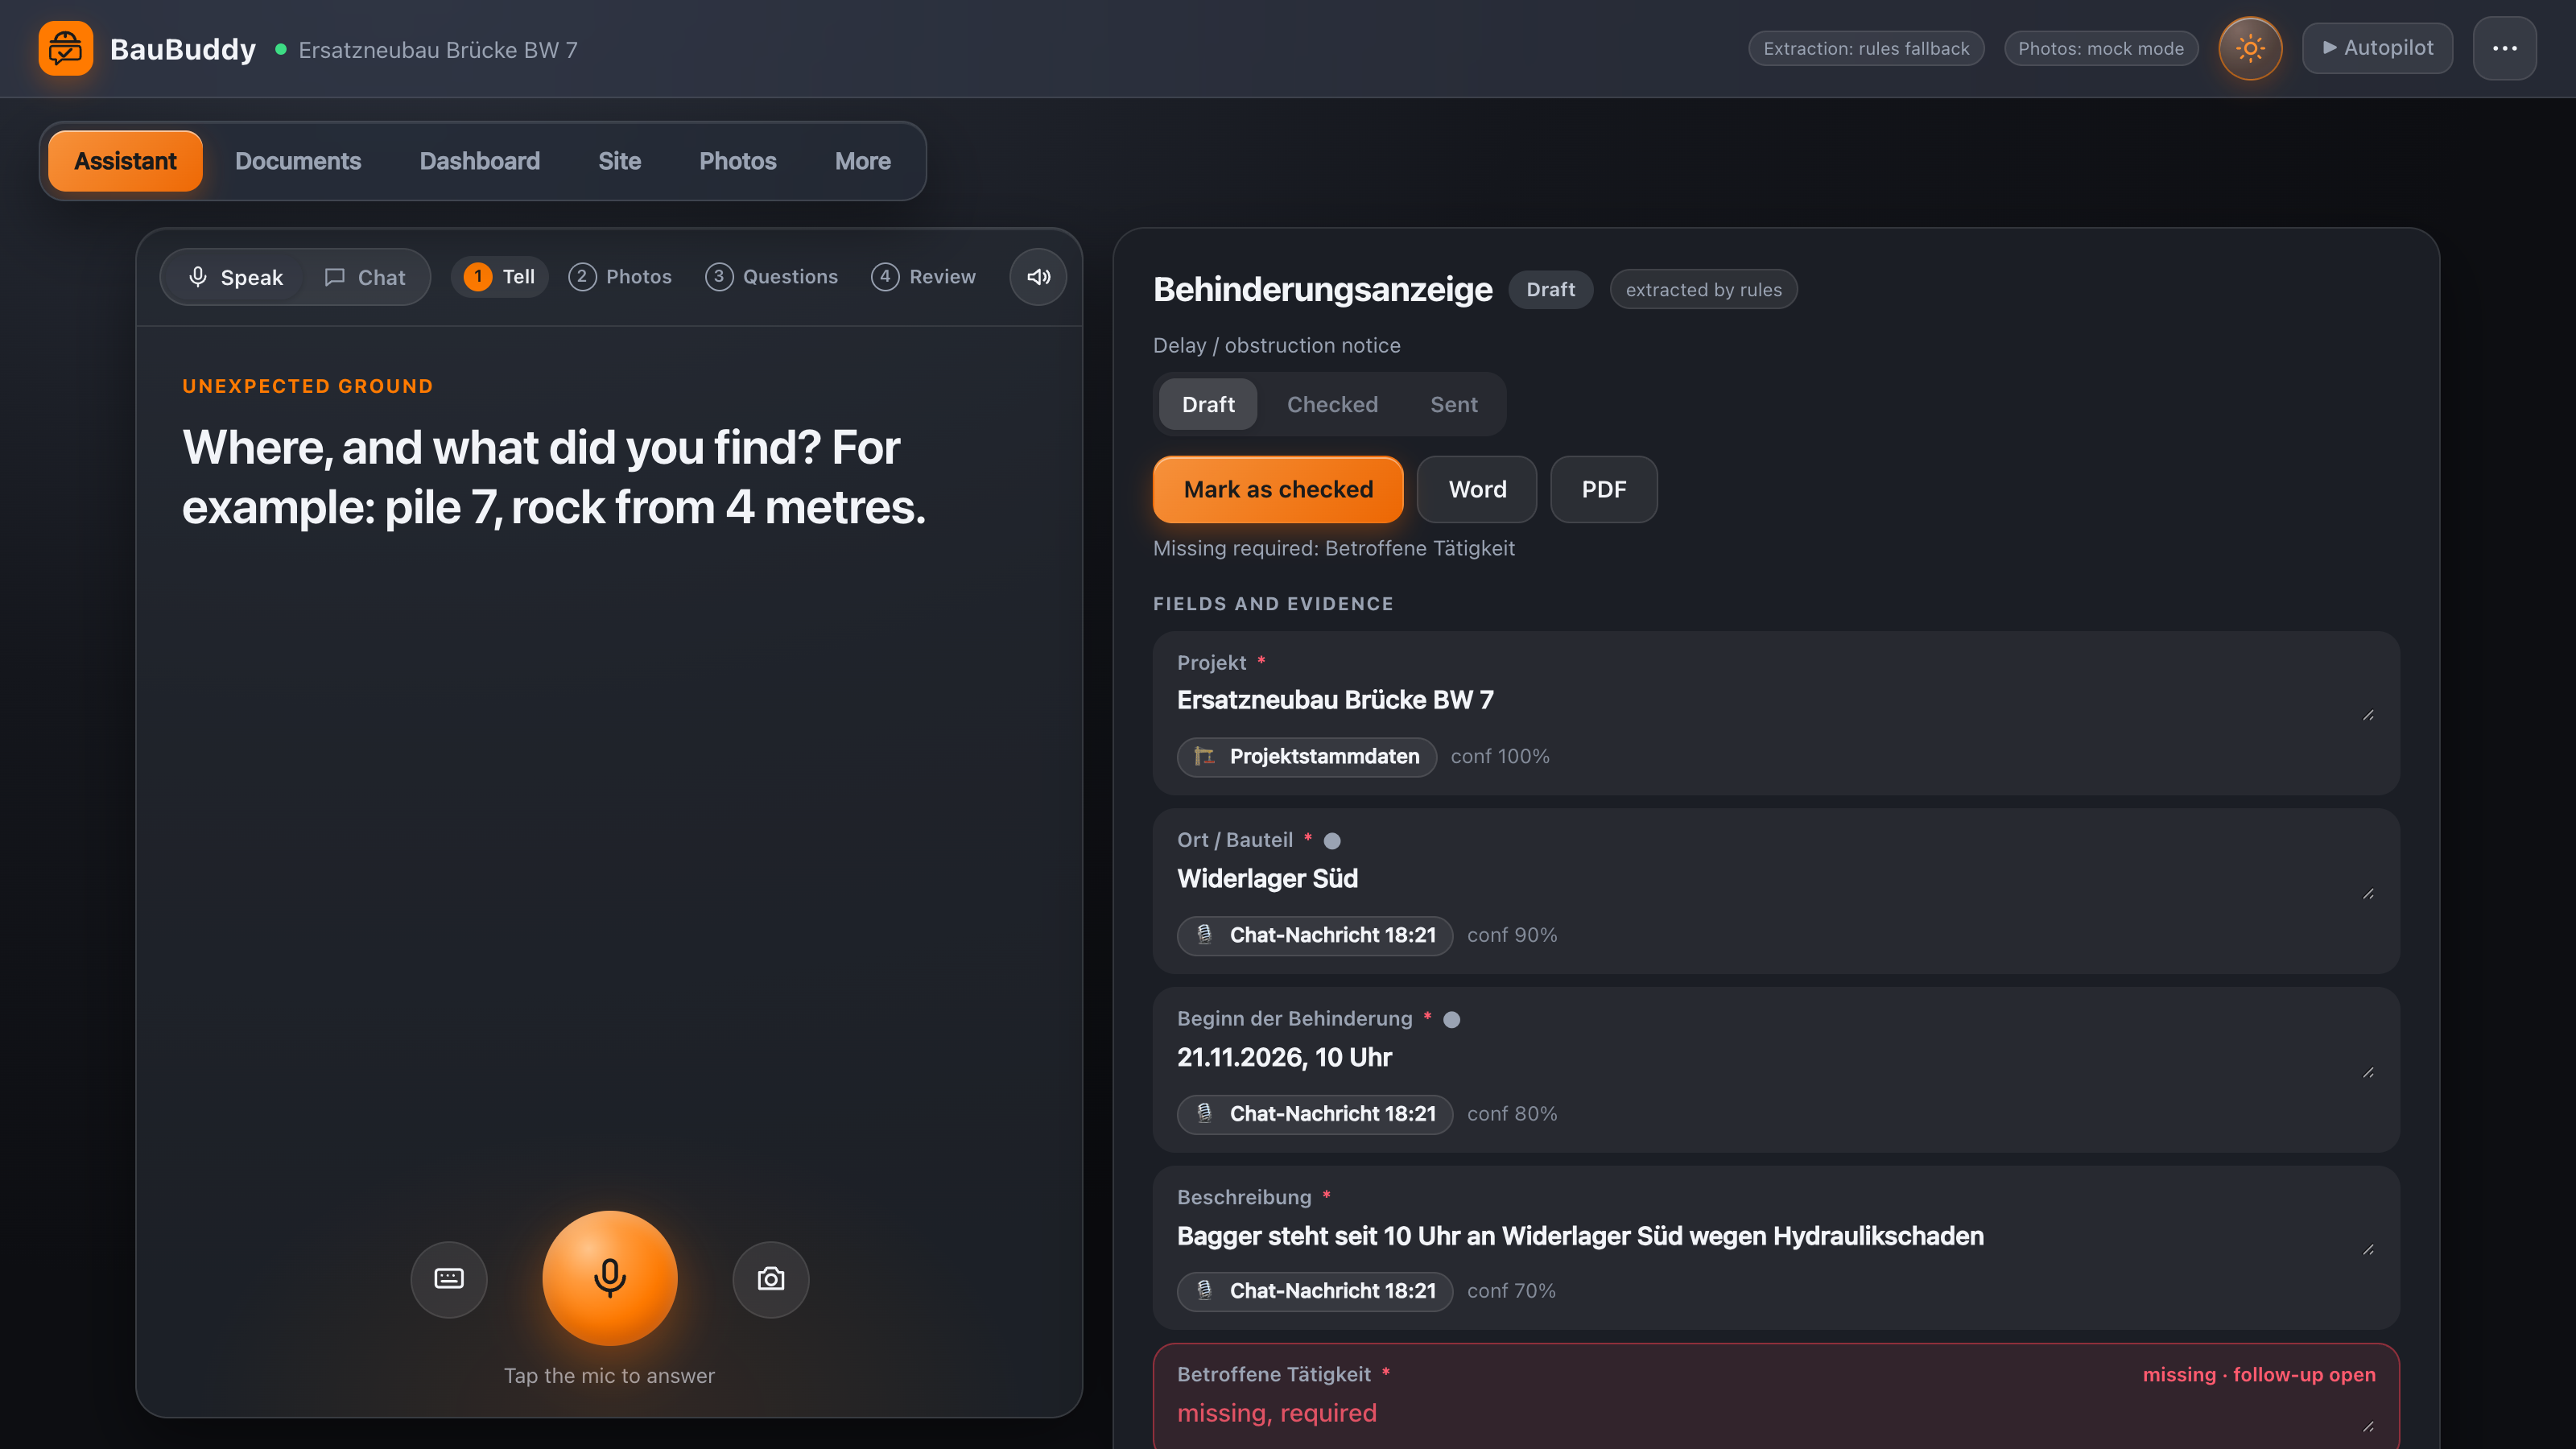 BauBuddy
Ersatzneubau Brücke BW 7
Extraction: rules fallback
Photos: mock mode
Autopilot
Assistant
Documents
Dashboard
Site
Photos
More
Speak
Chat
1 Tell
2 Photos
3 Questions
4 Review
UNEXPECTED GROUND
Where, and what did you find? For
example: pile 7, rock from 4 metres.
Tap the mic to answer
Behinderungsanzeige
Draft
extracted by rules
Delay / obstruction notice
Draft
Checked
Sent
Mark as checked
Word
PDF
Missing required: Betroffene Tätigkeit
FIELDS AND EVIDENCE
Projekt *
Ersatzneubau Brücke BW 7
Projektstammdaten
conf 100%
Ort / Bauteil *
Widerlager Süd
Chat-Nachricht 18:21
conf 90%
Beginn der Behinderung *
21.11.2026, 10 Uhr
Chat-Nachricht 18:21
conf 80%
Beschreibung *
Bagger steht seit 10 Uhr an Widerlager Süd wegen Hydraulikschaden
Chat-Nachricht 18:21
conf 70%
Betroffene Tätigkeit *
missing · follow-up open
missing, required